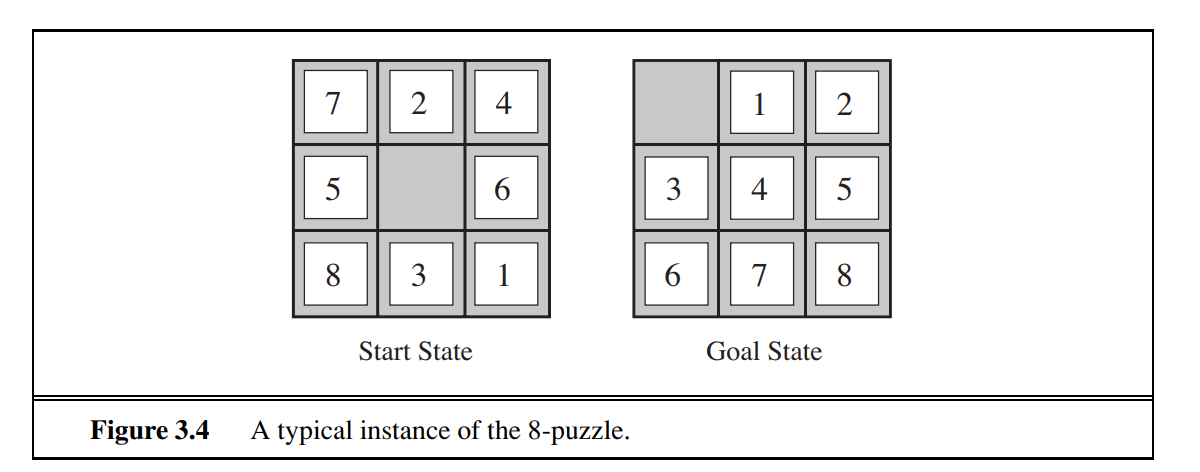 7 2 4 1 2
5 6 3 4 5
8 3 1 6 7 8
Start State Goal State
Figure 3.4 A typical instance of the 8-puzzle.